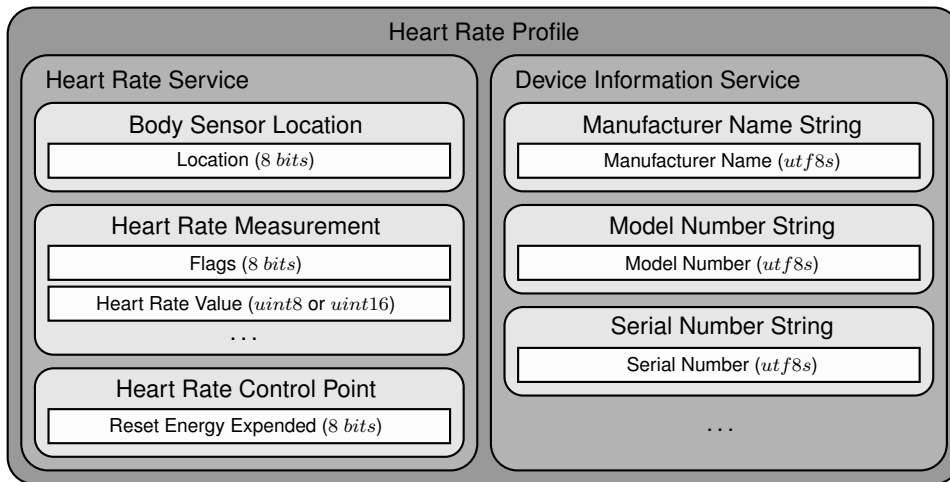 Heart Rate Profile
Heart Rate Service
Body Sensor Location
Location (8 bits)
Heart Rate Measurement
Flags (8 bits)
Heart Rate Value (uint8 or uint16)
...
Heart Rate Control Point
Reset Energy Expended (8 bits)
Device Information Service
Manufacturer Name String
Manufacturer Name (utf8s)
Model Number String
Model Number (utf8s)
Serial Number String
Serial Number (utf8s)
...